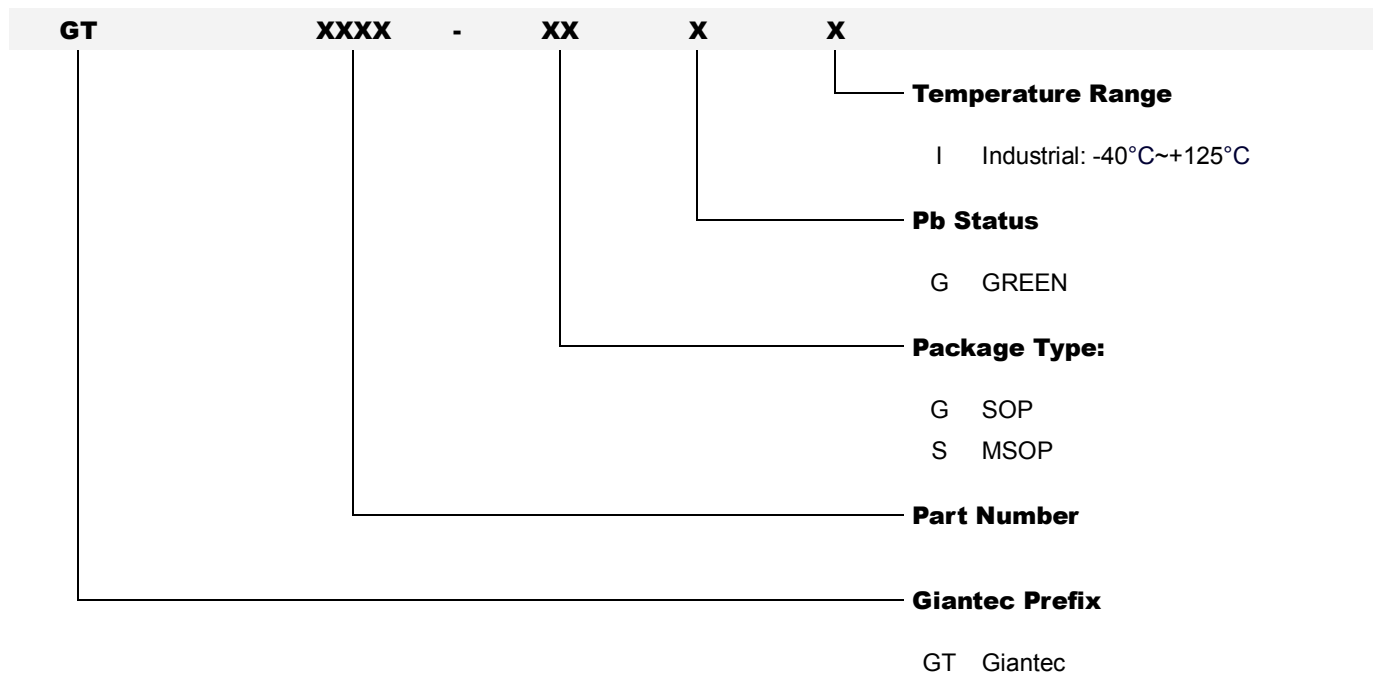 GT XXXX - XX X X
Temperature Range
I Industrial: -40°C~+125°C
Pb Status
G GREEN
Package Type:
G SOP
S MSOP
Part Number
Giantec Prefix
GT Giantec